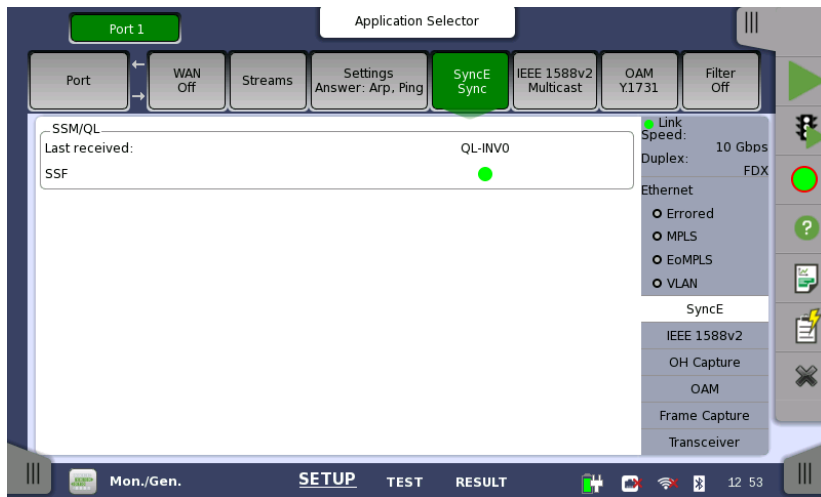 Port 1
Application Selector
Port
WAN
Off
Streams
Settings
Answer: Arp, Ping
SyncE
Sync
IEEE 1588v2
Multicast
OAM
Y.1731
Filter
Off
SSM/QL
Last received:
QL-INV0
SSF
Link
Speed:
10 Gbps
Duplex:
FDX
Ethernet
Errored
MPLS
EoMPLS
VLAN
SyncE
IEEE 1588v2
OH Capture
OAM
Frame Capture
Transceiver
Mon./Gen.
SETUP
TEST
RESULT
12 53